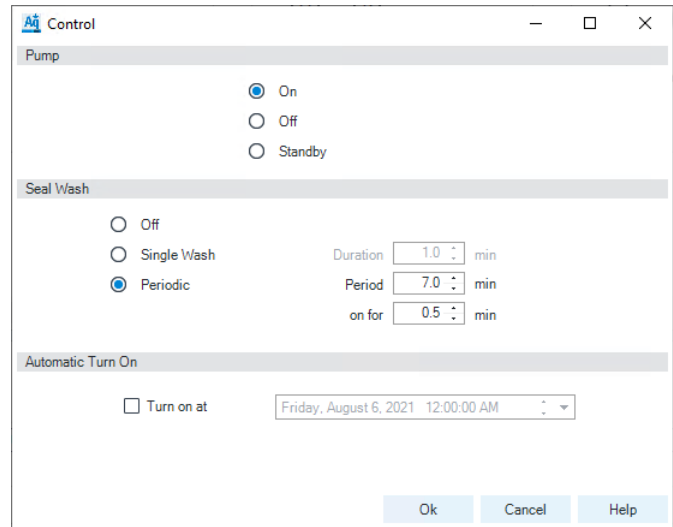 Aq Control
Pump
On
Off
Standby
Seal Wash
Off
Single Wash Duration 1.0 min
Periodic Period 7.0 min
on for 0.5 min
Automatic Turn On
Turn on at Friday, August 6, 2021 12:00:00 AM
Ok Cancel Help